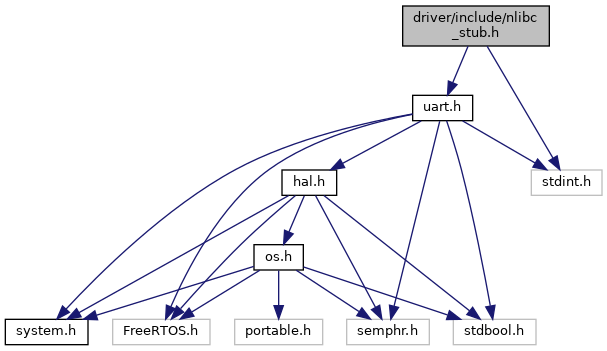 driver/include/nlibc
_stub.h
uart.h
stdint.h
hal.h
os.h
system.h
FreeRTOS.h
portable.h
semphr.h
stdbool.h